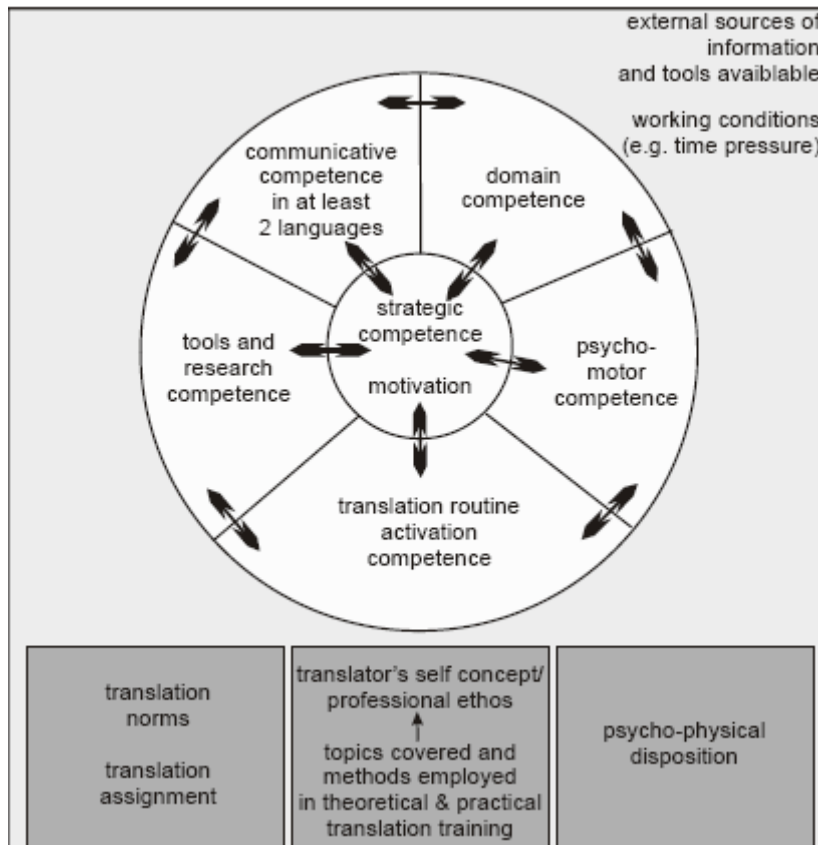 external sources of
information
and tools avaiblable
working conditions
(e.g. time pressure)
communicative
competence
in at least
2 languages
domain
competence
strategic
competence
motivation
tools and
research
competence
psycho-
motor
competence
translation routine
activation
competence
translation
norms
translation
assignment
translator's self concept/
professional ethos
topics covered and
methods employed
in theoretical & practical
translation training
psycho-physical
disposition